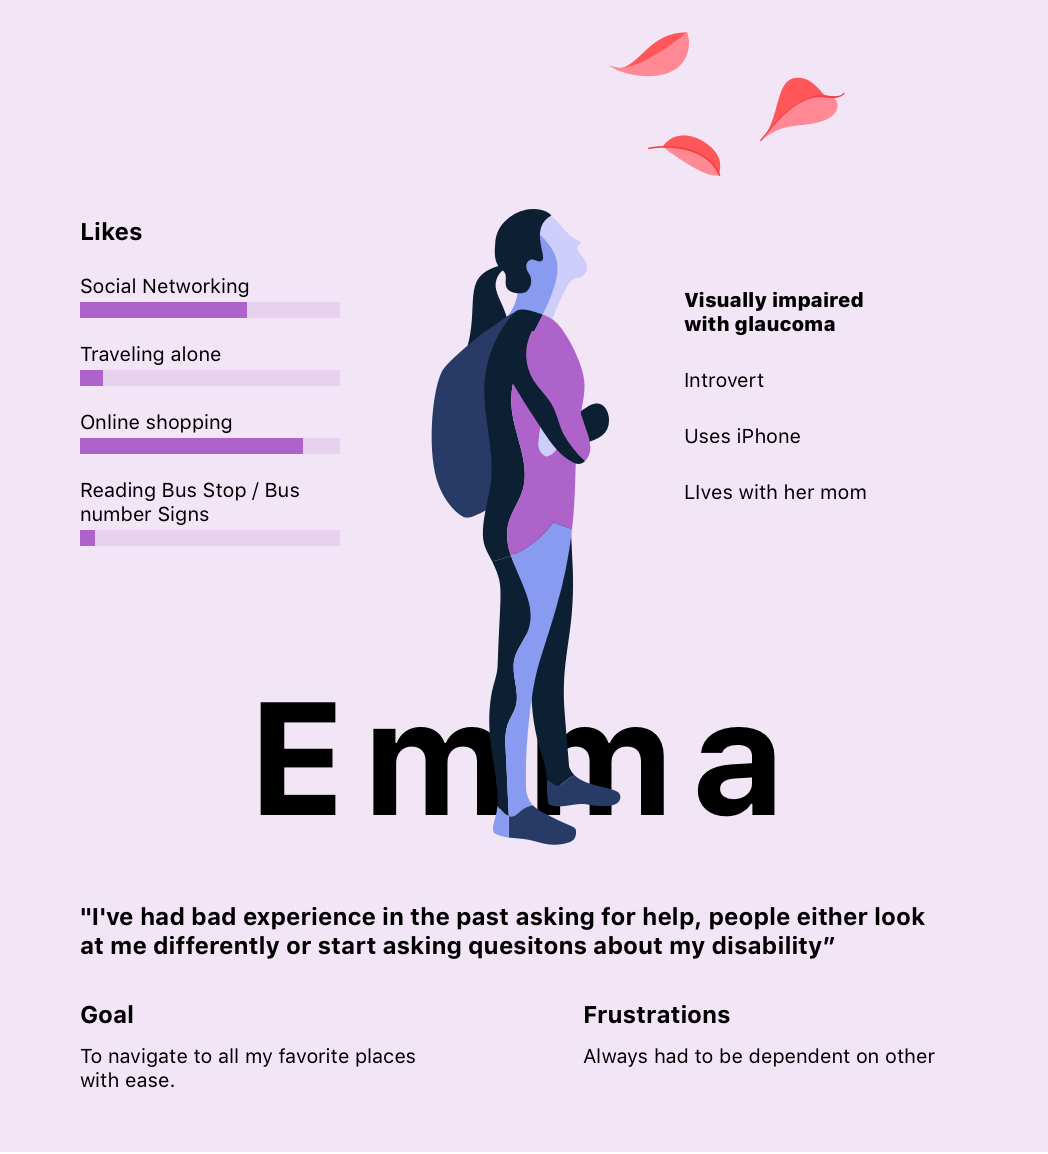 Likes
Social Networking
Traveling alone
Online shopping
Reading Bus Stop / Bus
number Signs
Visually impaired
with glaucoma
Introvert
Uses iPhone
LIves with her mom
Emma
"I've had bad experience in the past asking for help, people either look
at me differently or start asking quesitons about my disability”
Goal
To navigate to all my favorite places
with ease.
Frustrations
Always had to be dependent on other